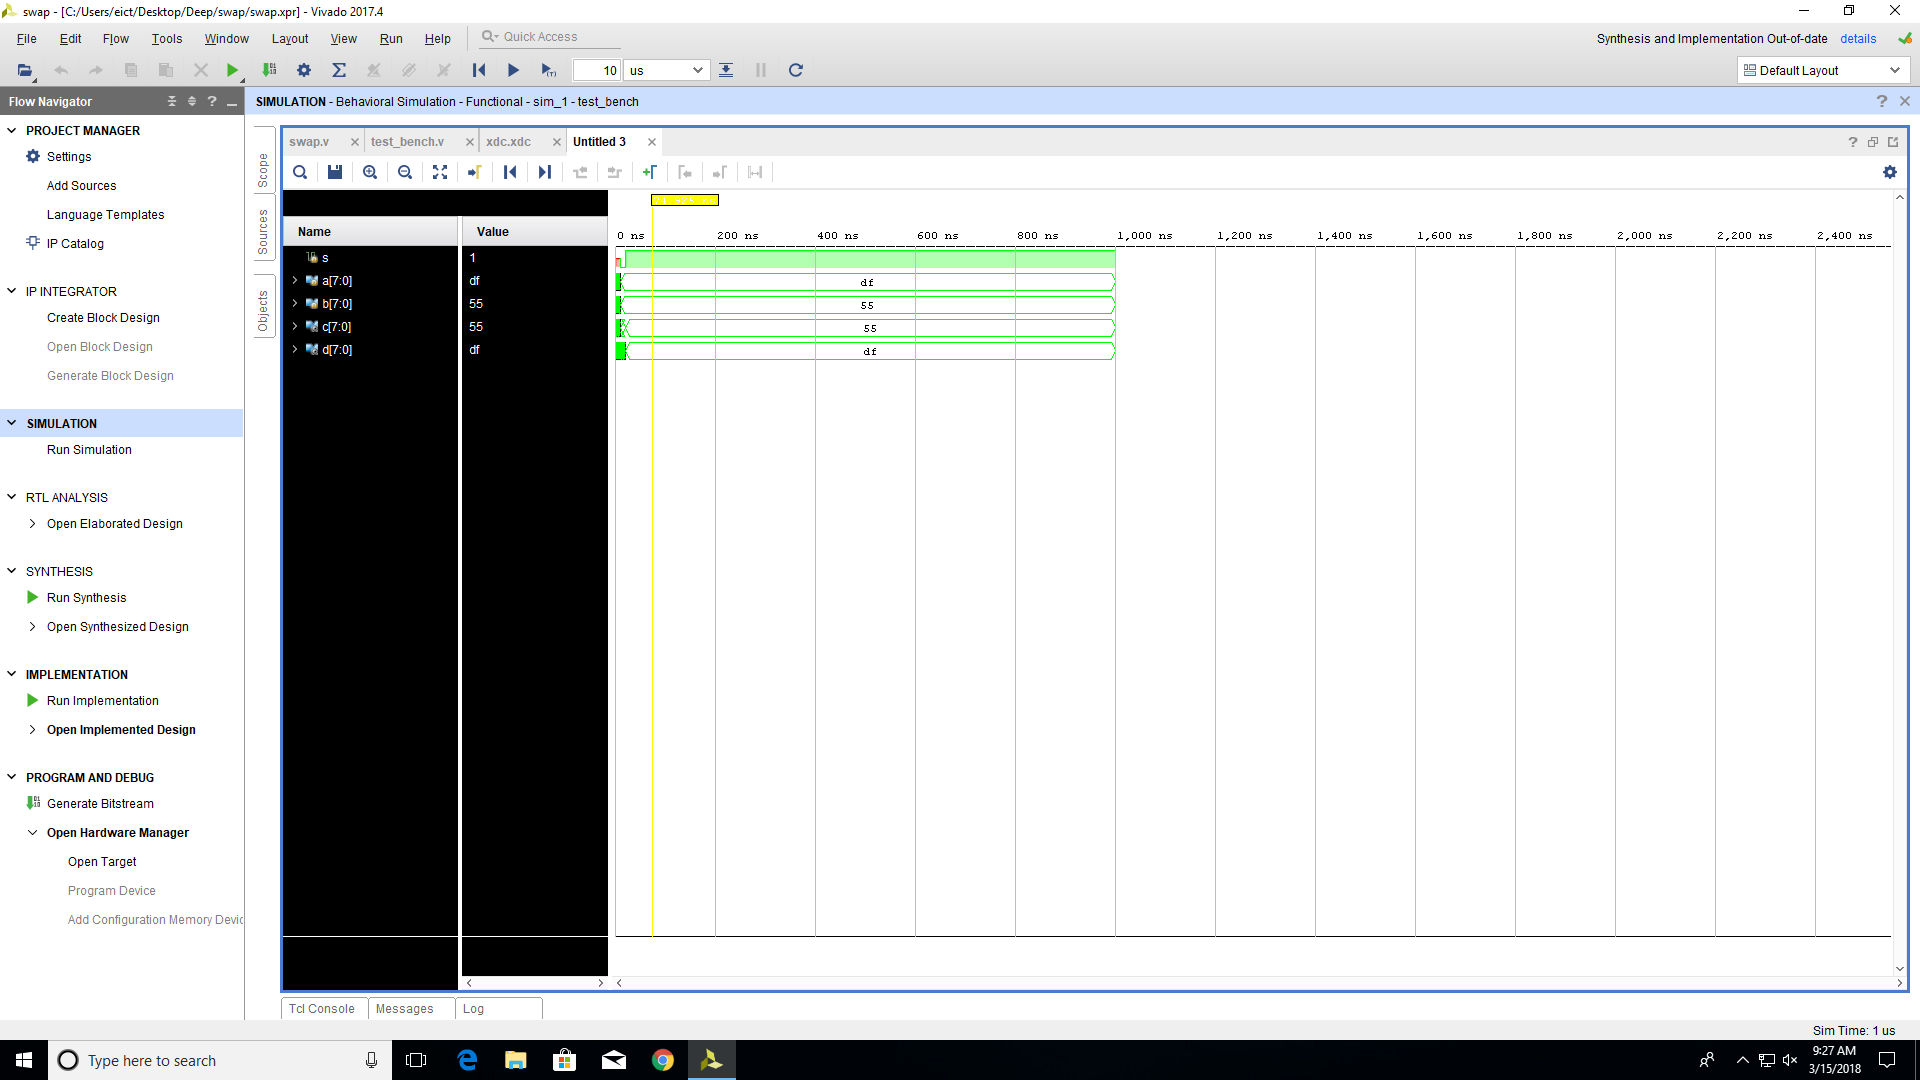 swap - [C:/Users/eict/Desktop/Deep/swap/swap.xpr] - Vivado 2017.4
File Edit Flow Tools Window Layout View Run Help Quick Access
Synthesis and Implementation Out-of-date details
10 us
Default Layout
Flow Navigator
SIMULATION - Behavioral Simulation - Functional - sim_1 - test_bench
PROJECT MANAGER
Settings
Add Sources
Language Templates
IP Catalog
IP INTEGRATOR
Create Block Design
Open Block Design
Generate Block Design
SIMULATION
Run Simulation
RTL ANALYSIS
Open Elaborated Design
SYNTHESIS
Run Synthesis
Open Synthesized Design
IMPLEMENTATION
Run Implementation
Open Implemented Design
PROGRAM AND DEBUG
Generate Bitstream
Open Hardware Manager
Open Target
Program Device
Add Configuration Memory Devic
Scope
Sources
Objects
swap.v test_bench.v xdc.xdc Untitled 3
Name Value
0 ns 200 ns 400 ns 600 ns 800 ns 1,000 ns 1,200 ns 1,400 ns 1,600 ns 1,800 ns 2,000 ns 2,200 ns 2,400 ns
s 1
a[7:0] df df
b[7:0] 55 55
c[7:0] 55 55
d[7:0] df df
Tcl Console Messages Log
Sim Time: 1 us
Type here to search
9:27 AM
3/15/2018